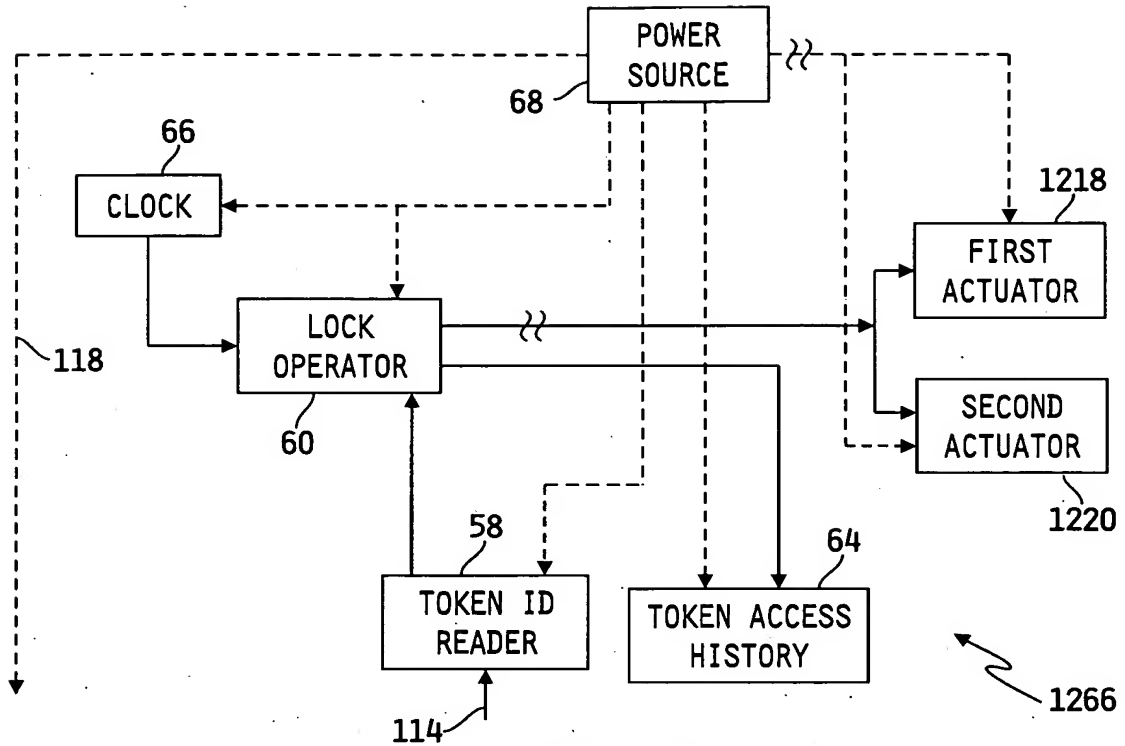 POWER
SOURCE
68
66
CLOCK
1218
FIRST
ACTUATOR
LOCK
OPERATOR
118
60
SECOND
ACTUATOR
1220
58
64
TOKEN ID
READER
TOKEN ACCESS
HISTORY
114
1266